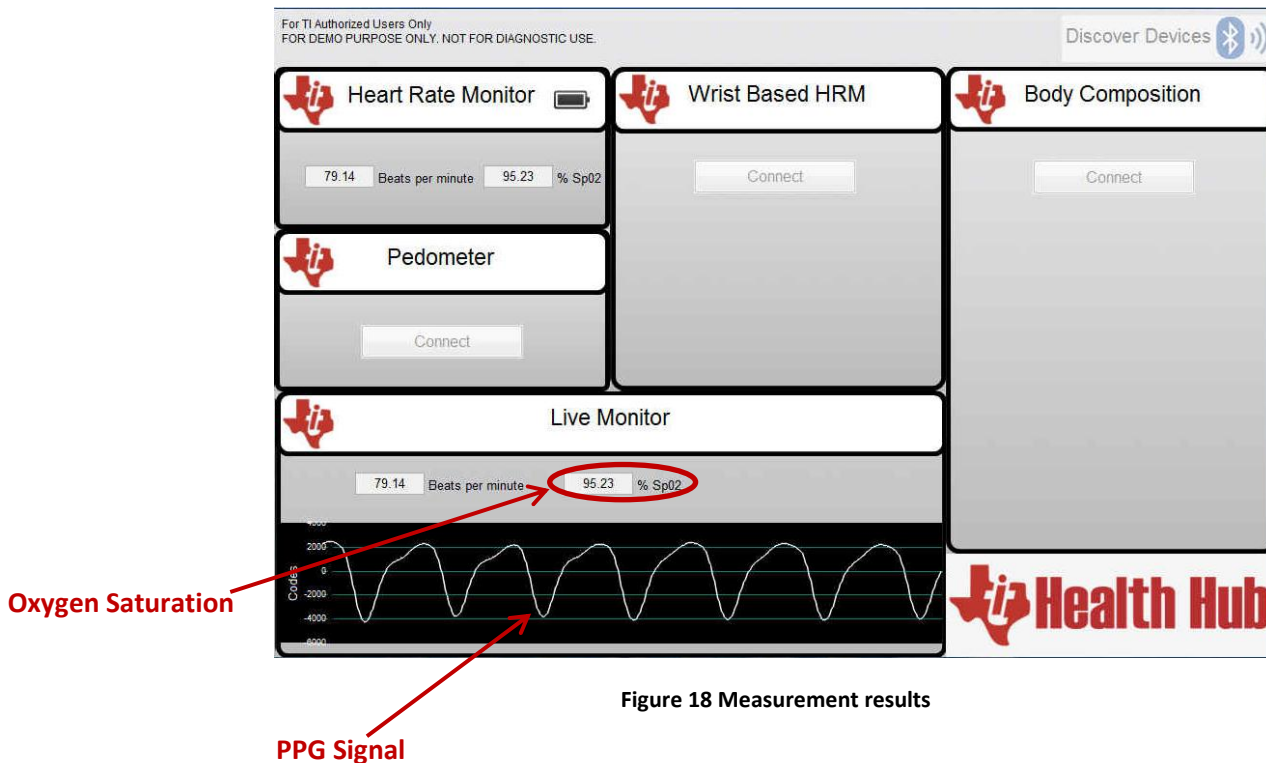 For TI Authorized Users Only
FOR DEMO PURPOSE ONLY. NOT FOR DIAGNOSTIC USE.
Discover Devices
Heart Rate Monitor
Wrist Based HRM
Body Composition
79.14 Beats per minute 95.23 % Sp02
Connect
Connect
Pedometer
Connect
Live Monitor
79.14 Beats per minute 95.23 % Sp02
Codes
4000
2000
0
-2000
-4000
-6000
Oxygen Saturation
Health Hub
Figure 18 Measurement results
PPG Signal